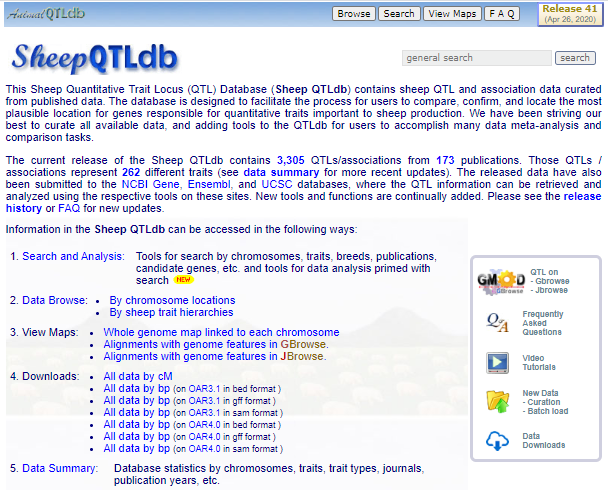 Animal QTLdb
Browse Search View Maps F A Q
Release 41
(Apr 26, 2020)
Sheep QTLdb
general search search
This Sheep Quantitative Trait Locus (QTL) Database (Sheep QTLdb) contains sheep QTL and association data curated
from published data. The database is designed to facilitate the process for users to compare, confirm, and locate the most
plausible location for genes responsible for quantitative traits important to sheep production. We have been striving our
best to curate all available data, and adding tools to the QTLdb for users to accomplish many data meta-analysis and
comparison tasks.
The current release of the Sheep QTLdb contains 3,305 QTLs/associations from 173 publications. Those QTLs /
associations represent 262 different traits (see data summary for more recent updates). The released data have also
been submitted to the NCBI Gene, Ensembl, and UCSC databases, where the QTL information can be retrieved and
analyzed using the respective tools on these sites. New tools and functions are continually added. Please see the release
history or FAQ for new updates.
Information in the Sheep QTLdb can be accessed in the following ways:
1. Search and Analysis: Tools for search by chromosomes, traits, breeds, publications,
candidate genes, etc. and tools for data analysis primed with
search NEW
2. Data Browse: • By chromosome locations
• By sheep trait hierarchies
3. View Maps: • Whole genome map linked to each chromosome
• Alignments with genome features in GBrowse.
• Alignments with genome features in JBrowse.
4. Downloads: • All data by cM
• All data by bp (on OAR3.1 in bed format )
• All data by bp (on OAR3.1 in gff format )
• All data by bp (on OAR3.1 in sam format )
• All data by bp (on OAR4.0 in bed format )
• All data by bp (on OAR4.0 in gff format )
• All data by bp (on OAR4.0 in sam format )
5. Data Summary: Database statistics by chromosomes, traits, trait types, journals,
publication years, etc.
GMOD
GBrowse
QTL on
- Gbrowse
- Jbrowse
Q/A
Frequently
Asked
Questions
Video
Tutorials
New Data
- Curation
- Batch load
Data
Downloads